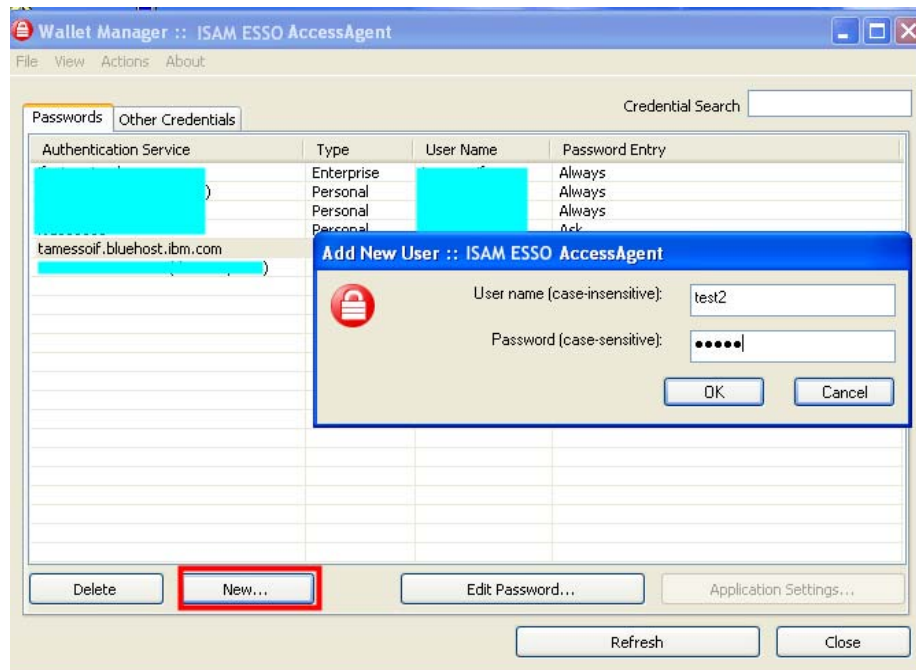 Wallet Manager :: ISAM ESSO AccessAgent
File View Actions About
Credential Search
Passwords Other Credentials
Authentication Service Type User Name Password Entry
Enterprise Always
) Personal Always
Personal Always
Personal Ask
tamessoif.bluehost.ibm.com
)
Add New User :: ISAM ESSO AccessAgent
User name (case-insensitive): test2
Password (case-sensitive): •••••
OK Cancel
Delete New... Edit Password... Application Settings...
Refresh Close